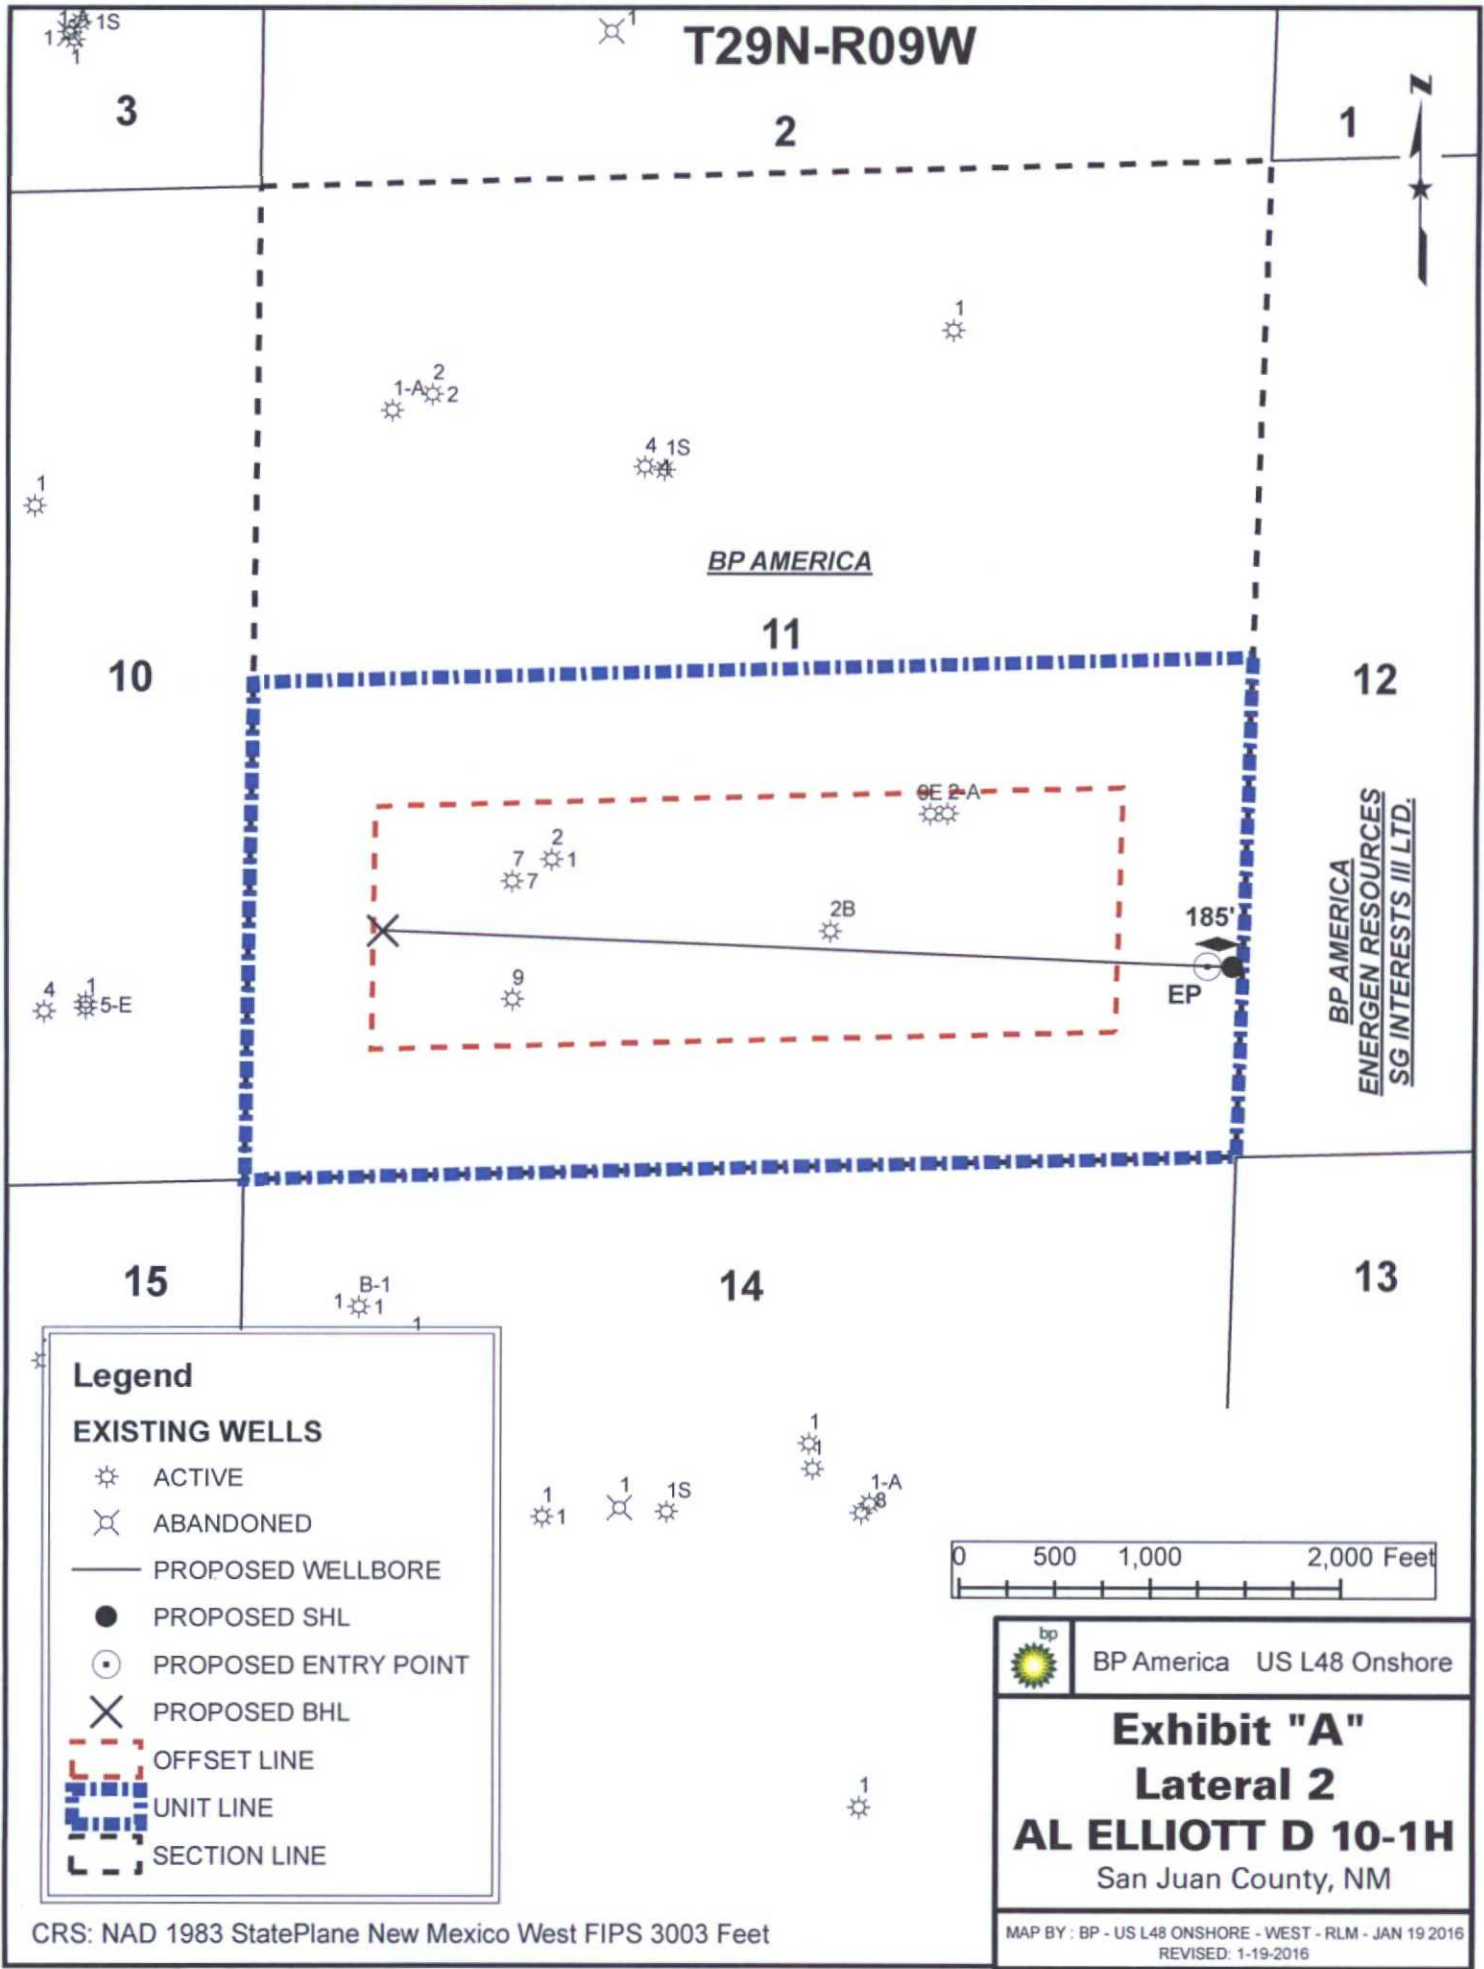 T29N-R09W
1-A
1S
1
1
1
3
2
1
N
1
1-A
2
2
4
1S
4
1
BP AMERICA
11
10
12
9E
2-A
2
1
7
7
2B
185'
EP
9
BP AMERICA
ENERGEN RESOURCES
SG INTERESTS III LTD.
4
1
5-E
15
14
13
B-1
1
1
1
1
1
1-A
8
1
1
1
1S
1
Legend
EXISTING WELLS
ACTIVE
ABANDONED
PROPOSED WELLBORE
PROPOSED SHL
PROPOSED ENTRY POINT
PROPOSED BHL
OFFSET LINE
UNIT LINE
SECTION LINE
0 500 1,000 2,000 Feet
bp
BP America US L48 Onshore
Exhibit "A"
Lateral 2
AL ELLIOTT D 10-1H
San Juan County, NM
MAP BY : BP - US L48 ONSHORE - WEST - RLM - JAN 19 2016
REVISED: 1-19-2016
CRS: NAD 1983 StatePlane New Mexico West FIPS 3003 Feet